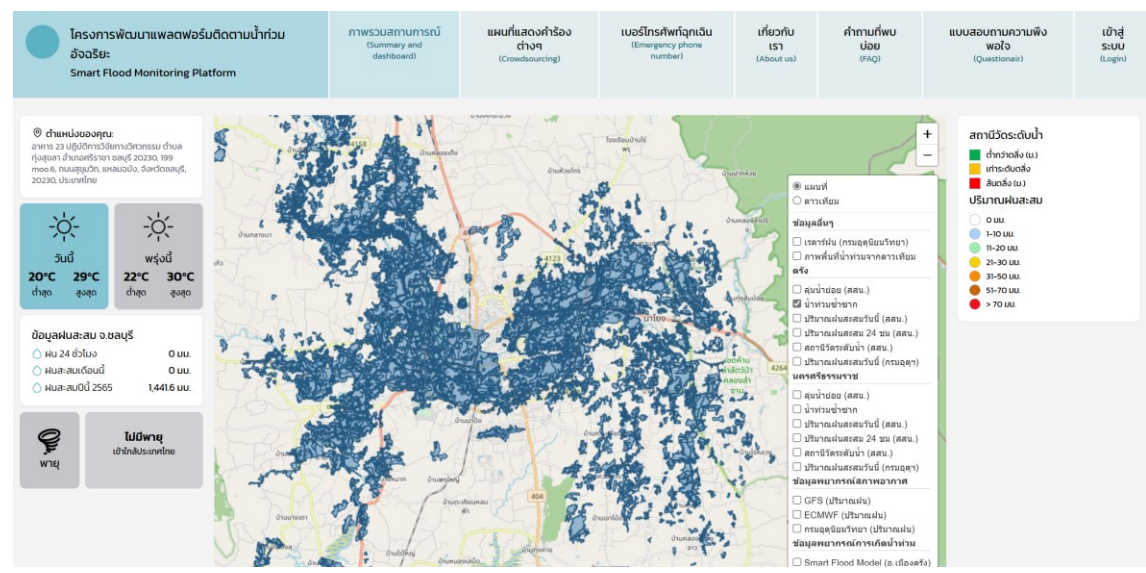 โครงการพัฒนาแพลตฟอร์มติดตามน้ำท่วม
อัจฉริยะ
Smart Flood Monitoring Platform
ภาพรวมสถานการณ์
(Summary and
dashboard)
แผนที่แสดงคำร้อง
ต่างๆ
(Crowdsourcing)
เบอร์โทรศัพท์ฉุกเฉิน
(Emergency phone
number)
เกี่ยวกับ
เรา
(About us)
คำถามที่พบ
บ่อย
(FAQ)
แบบสอบถามความพึง
พอใจ
(Questionair)
เข้าสู่
ระบบ
(Login)
ตำแหน่งของคุณ:
อาคาร 23 ปฏิบัติการวิจัยทางวิศวกรรม ตำบล
ทุ่งสุขลา อำเภอศรีราชา ชลบุรี 20230, 199
หมอ.6, ถนนสุขุมวิท, แหลมฉบัง, จังหวัดชลบุรี,
20230, ประเทศไทย
วันนี้
20°C 29°C
ต่ำสุด สูงสุด
พรุ่งนี้
22°C 30°C
ต่ำสุด สูงสุด
ข้อมูลฝนสะสม จ.ชลบุรี
ฝน 24 ชั่วโมง 0 มม.
ฝนสะสมเดือนนี้ 0 มม.
ฝนสะสมปีนี้ 2565 1,441.6 มม.
พายุ
ไม่มีพายุ
เข้าใกล้ประเทศไทย
4158
4123
นาโยง
4264
404
+
−
แผนที่
ดาวเทียม
ข้อมูลอื่นๆ
เรดาร์ฝน (กรมอุตุนิยมวิทยา)
ภาพพื้นที่น้ำท่วมจากดาวเทียม
ตรัง
ลุ่มน้ำย่อย (สสน.)
น้ำท่วมซ้ำซาก
ปริมาณฝนสะสมวันนี้ (สสน.)
ปริมาณฝนสะสม 24 ชม (สสน.)
สถานีวัดระดับน้ำ (สสน.)
ปริมาณฝนสะสมวันนี้ (กรมอุตุฯ)
นครศรีธรรมราช
ลุ่มน้ำย่อย (สสน.)
น้ำท่วมซ้ำซาก
ปริมาณฝนสะสมวันนี้ (สสน.)
ปริมาณฝนสะสม 24 ชม (สสน.)
สถานีวัดระดับน้ำ (สสน.)
ปริมาณฝนสะสมวันนี้ (กรมอุตุฯ)
ข้อมูลพยากรณ์สภาพอากาศ
GFS (ปริมาณฝน)
ECMWF (ปริมาณฝน)
กรมอุตุนิยมวิทยา (ปริมาณฝน)
ข้อมูลพยากรณ์การเกิดน้ำท่วม
Smart Flood Model (อ.เมืองตรัง)
สถานีวัดระดับน้ำ
ต่ำกว่าตลิ่ง (ม.)
เท่าระดับตลิ่ง
ล้นตลิ่ง (ม.)
ปริมาณฝนสะสม
0 มม.
1-10 มม.
11-20 มม.
21-30 มม.
31-50 มม.
51-70 มม.
> 70 มม.